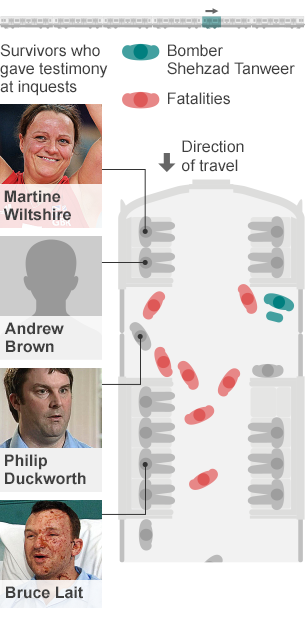 Survivors who
gave testimony
at inquests
Bomber
Shehzad Tanweer
Fatalities
Direction
of travel
Martine
Wiltshire
Andrew
Brown
Philip
Duckworth
Bruce Lait